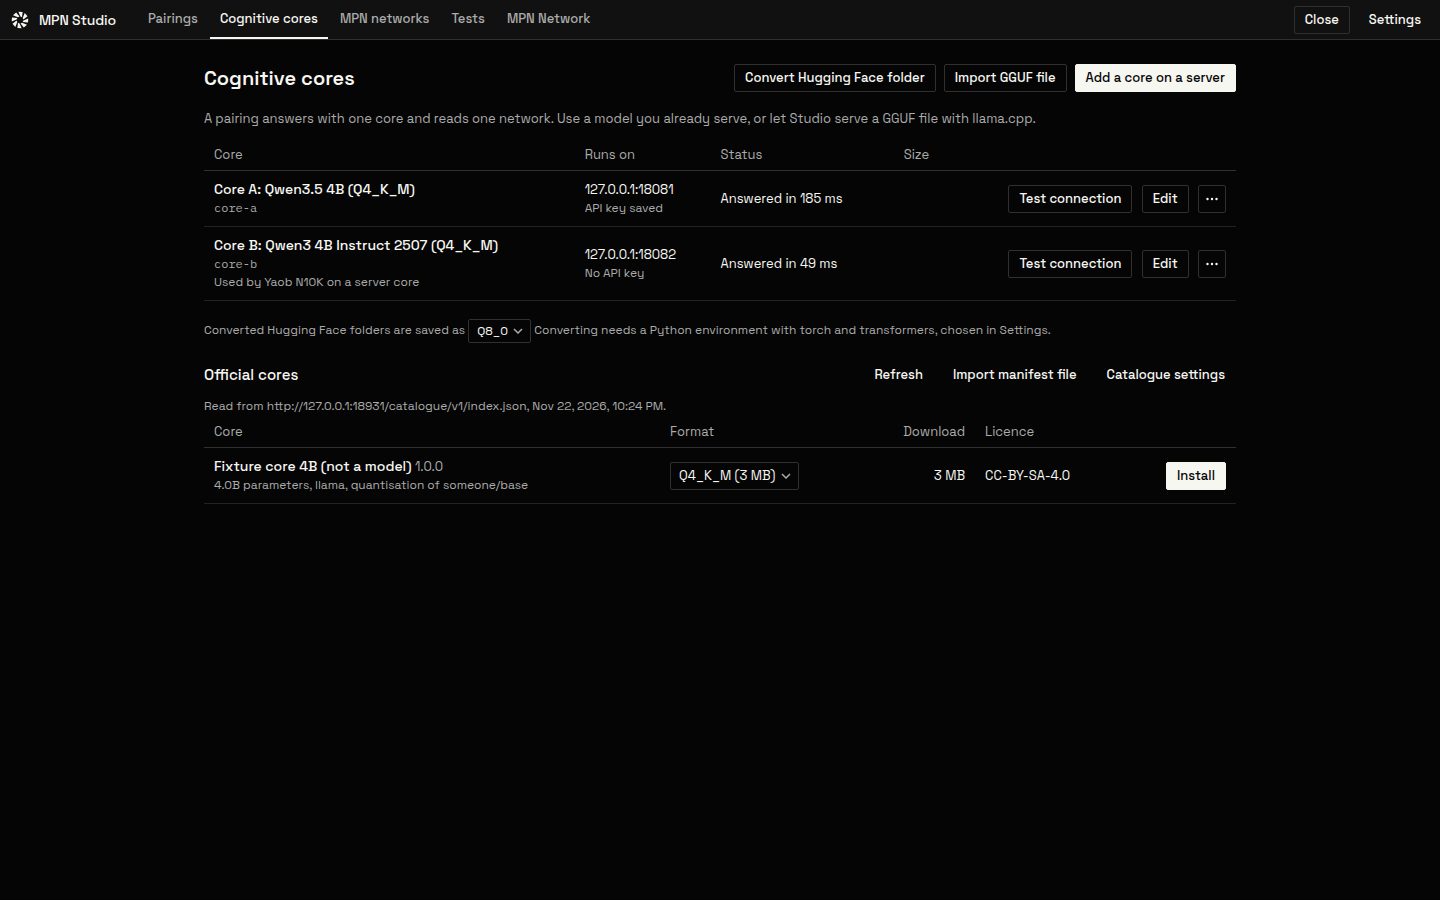 MPN Studio Pairings Cognitive cores MPN networks Tests MPN Network Close Settings
Cognitive cores Convert Hugging Face folder Import GGUF file Add a core on a server
A pairing answers with one core and reads one network. Use a model you already serve, or let Studio serve a GGUF file with llama.cpp.
Core Runs on Status Size
Core A: Qwen3.5 4B (Q4_K_M)
core-a
127.0.0.1:18081
API key saved
Answered in 185 ms
Test connection Edit ...
Core B: Qwen3 4B Instruct 2507 (Q4_K_M)
core-b
Used by Yaob N10K on a server core
127.0.0.1:18082
No API key
Answered in 49 ms
Test connection Edit ...
Converted Hugging Face folders are saved as Q8_0 Converting needs a Python environment with torch and transformers, chosen in Settings.
Official cores Refresh Import manifest file Catalogue settings
Read from http://127.0.0.1:18931/catalogue/v1/index.json, Nov 22, 2026, 10:24 PM.
Core Format Download Licence
Fixture core 4B (not a model) 1.0.0
4.0B parameters, llama, quantisation of someone/base
Q4_K_M (3 MB) 3 MB CC-BY-SA-4.0 Install